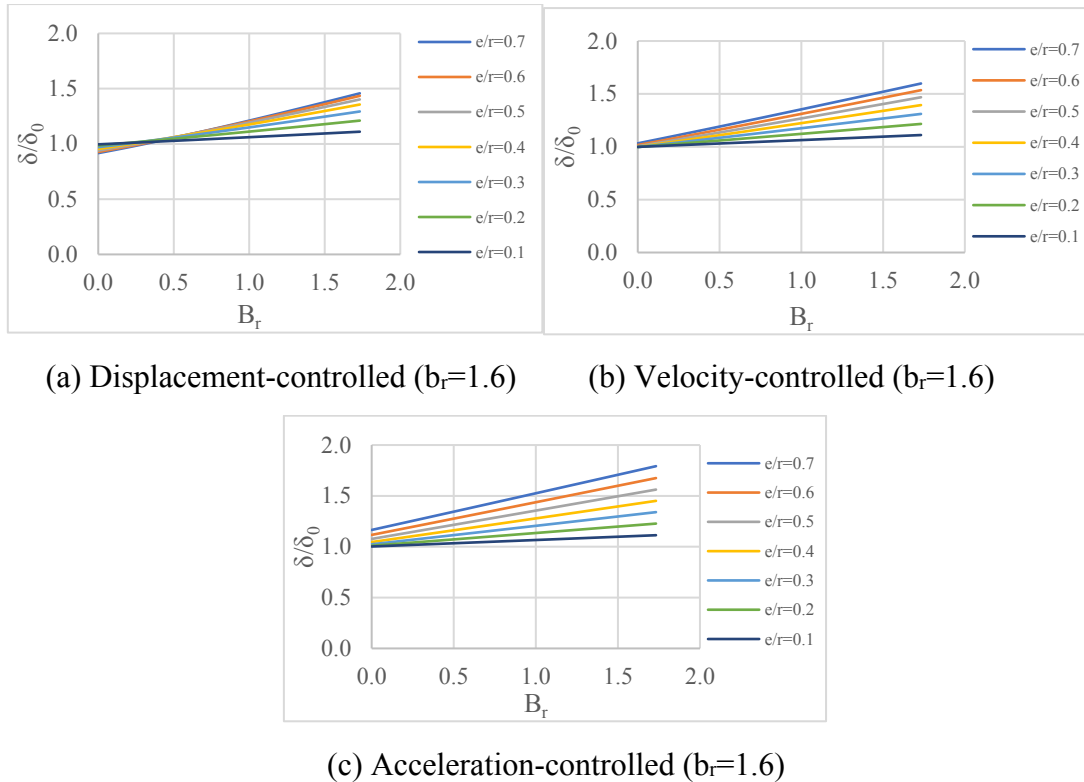 2.0
1.5
1.0
0.5
0.0
δ/δ₀
0.0 0.5 1.0 1.5 2.0
Bᵣ
e/r=0.7
e/r=0.6
e/r=0.5
e/r=0.4
e/r=0.3
e/r=0.2
e/r=0.1
(a) Displacement-controlled (bᵣ=1.6)
2.0
1.5
1.0
0.5
0.0
δ/δ₀
0.0 0.5 1.0 1.5 2.0
Bᵣ
e/r=0.7
e/r=0.6
e/r=0.5
e/r=0.4
e/r=0.3
e/r=0.2
e/r=0.1
(b) Velocity-controlled (bᵣ=1.6)
2.0
1.5
1.0
0.5
0.0
δ/δ₀
0.0 0.5 1.0 1.5 2.0
Bᵣ
e/r=0.7
e/r=0.6
e/r=0.5
e/r=0.4
e/r=0.3
e/r=0.2
e/r=0.1
(c) Acceleration-controlled (bᵣ=1.6)